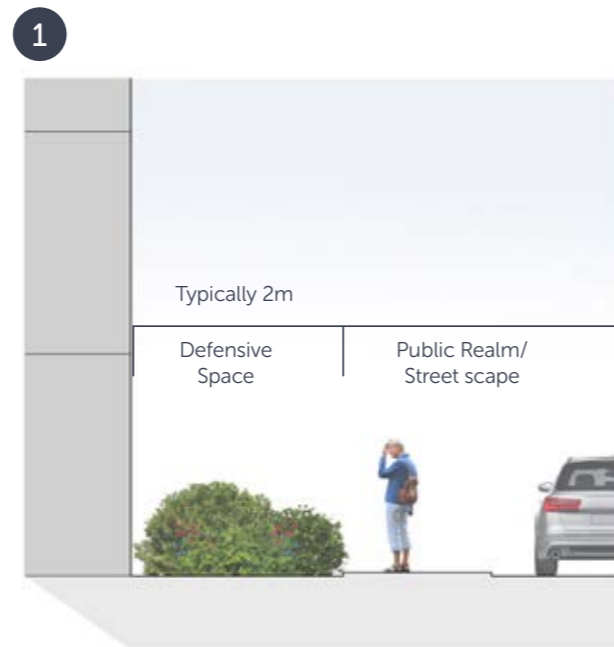 1
Typically 2m
Defensive
Space
Public Realm/
Street scape